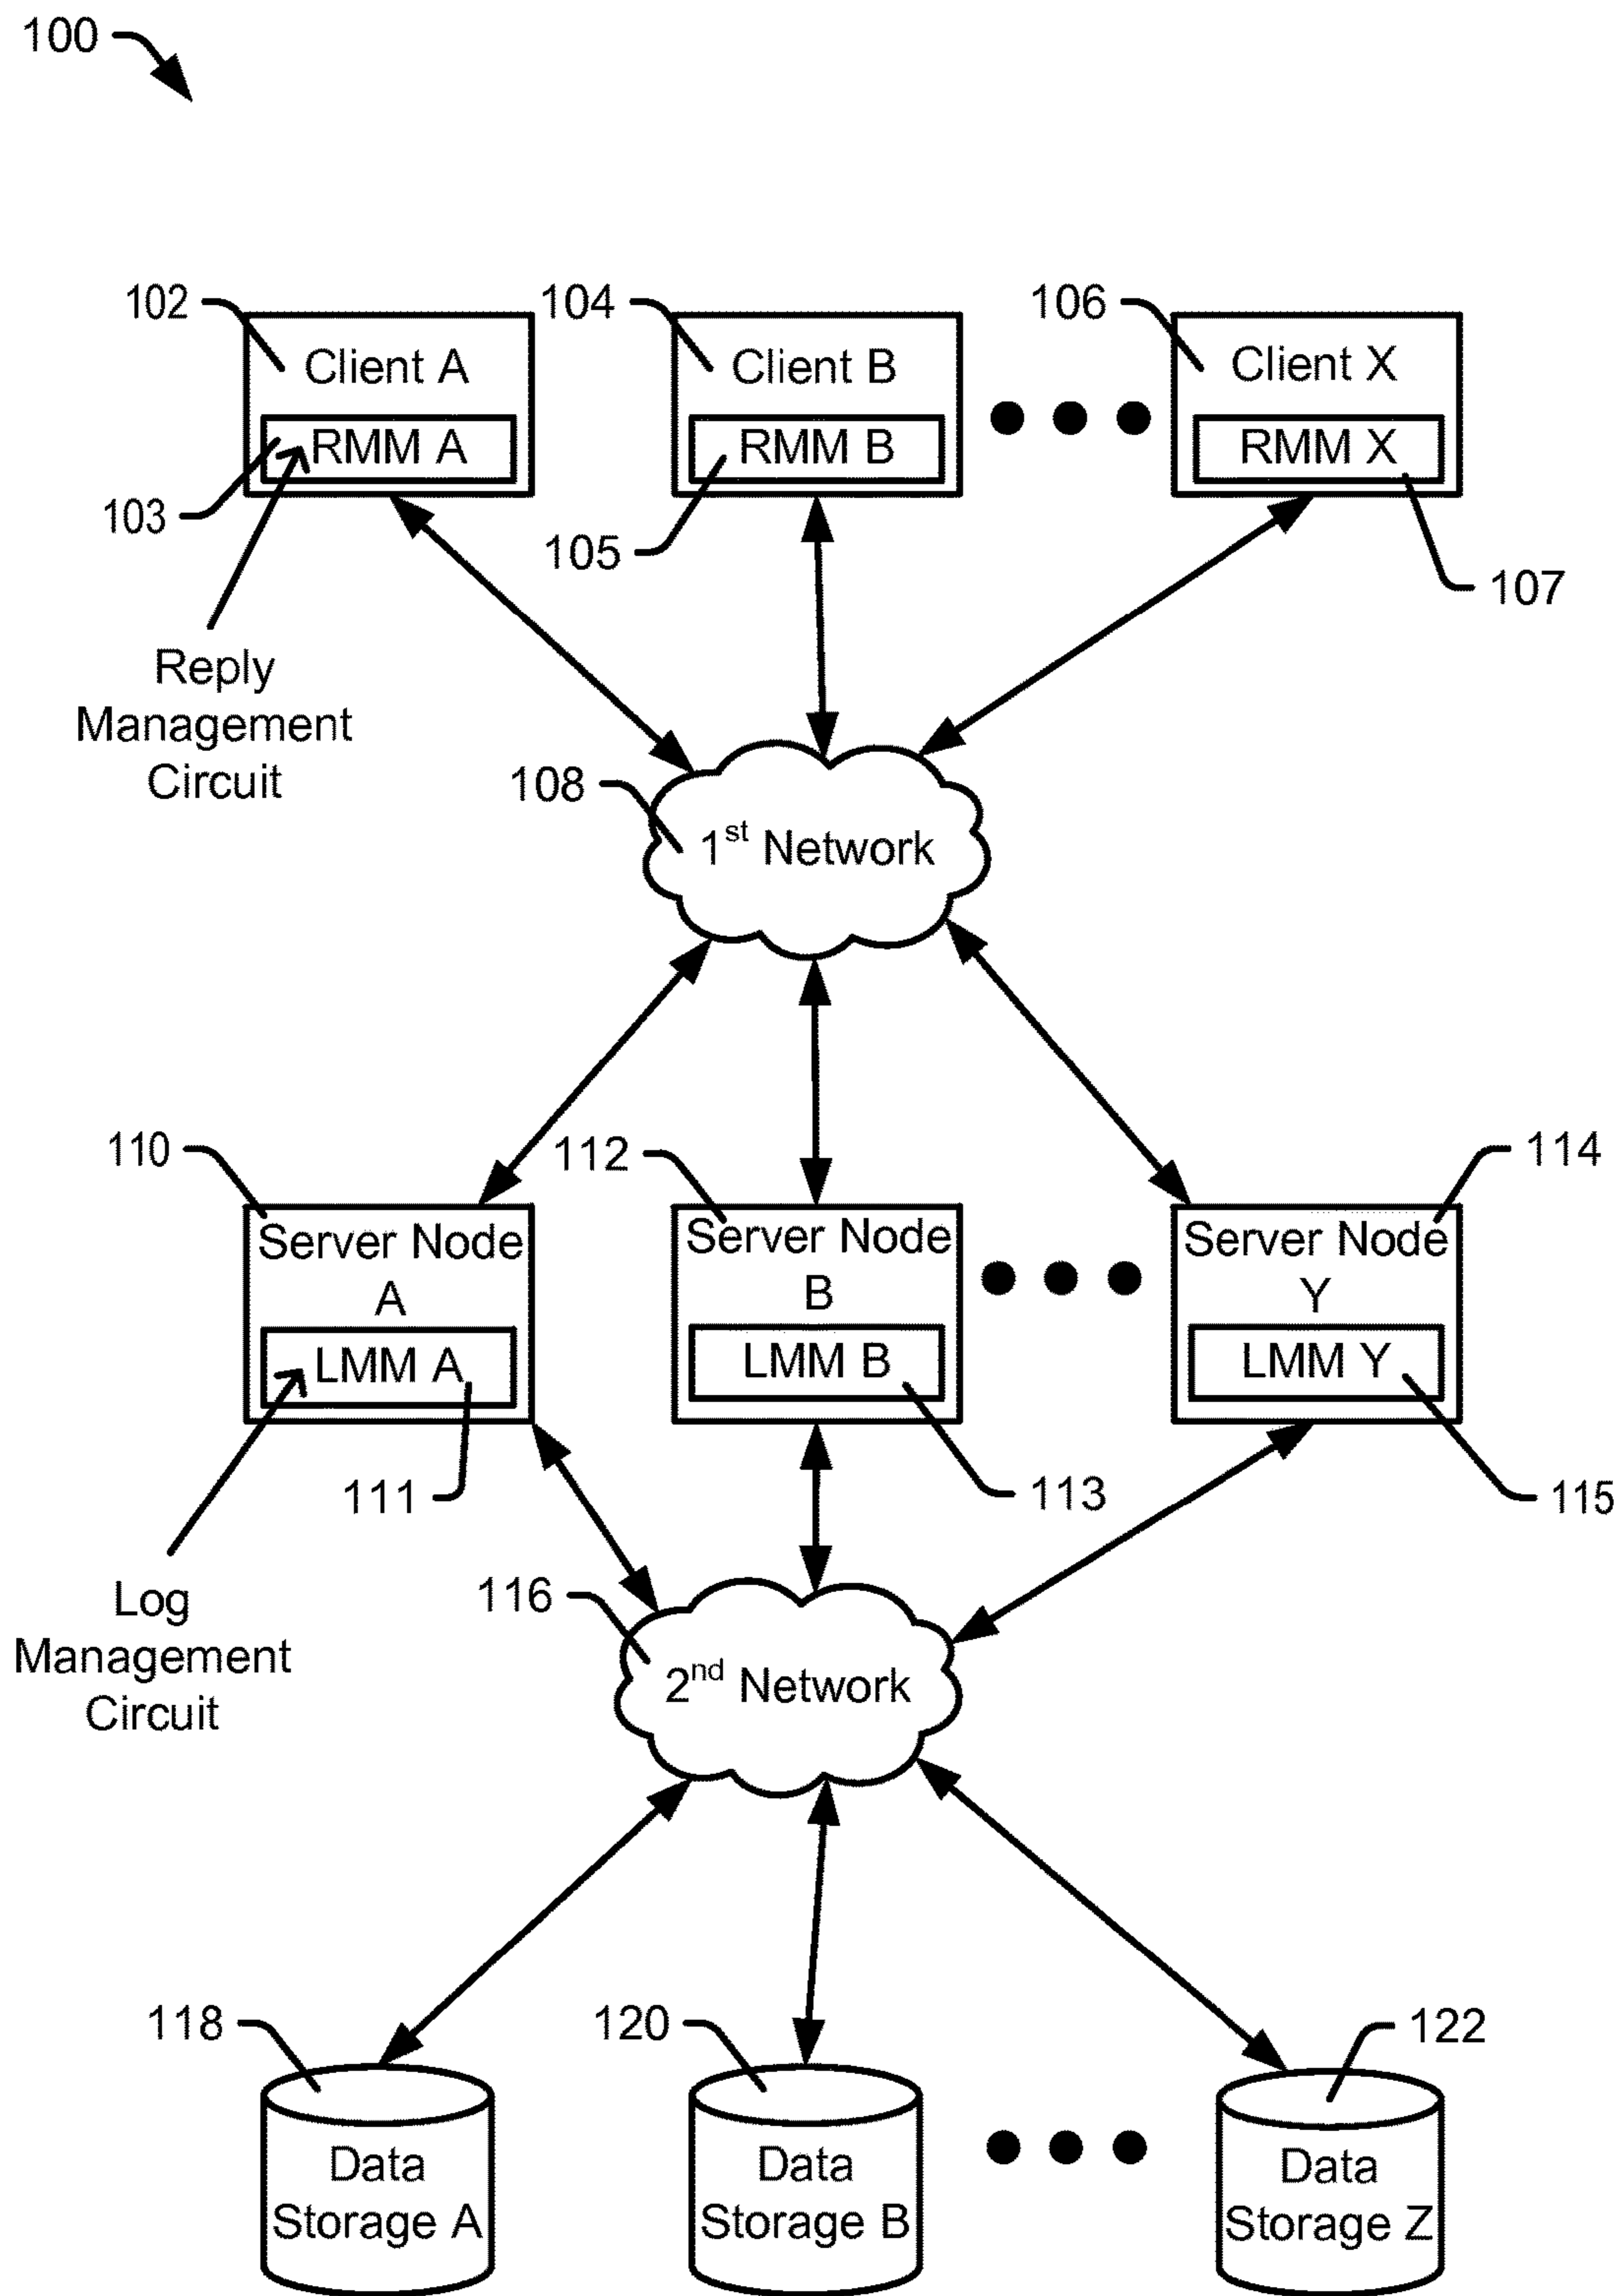 100
102
104
106
Client A
Client B
Client X
RMM A
RMM B
RMM X
103
105
107
Reply
Management
Circuit
108
1st Network
110
112
114
Server Node
A
Server Node
B
Server Node
Y
LMM A
LMM B
LMM Y
111
113
115
Log
Management
Circuit
116
2nd Network
118
120
122
Data
Storage A
Data
Storage B
Data
Storage Z